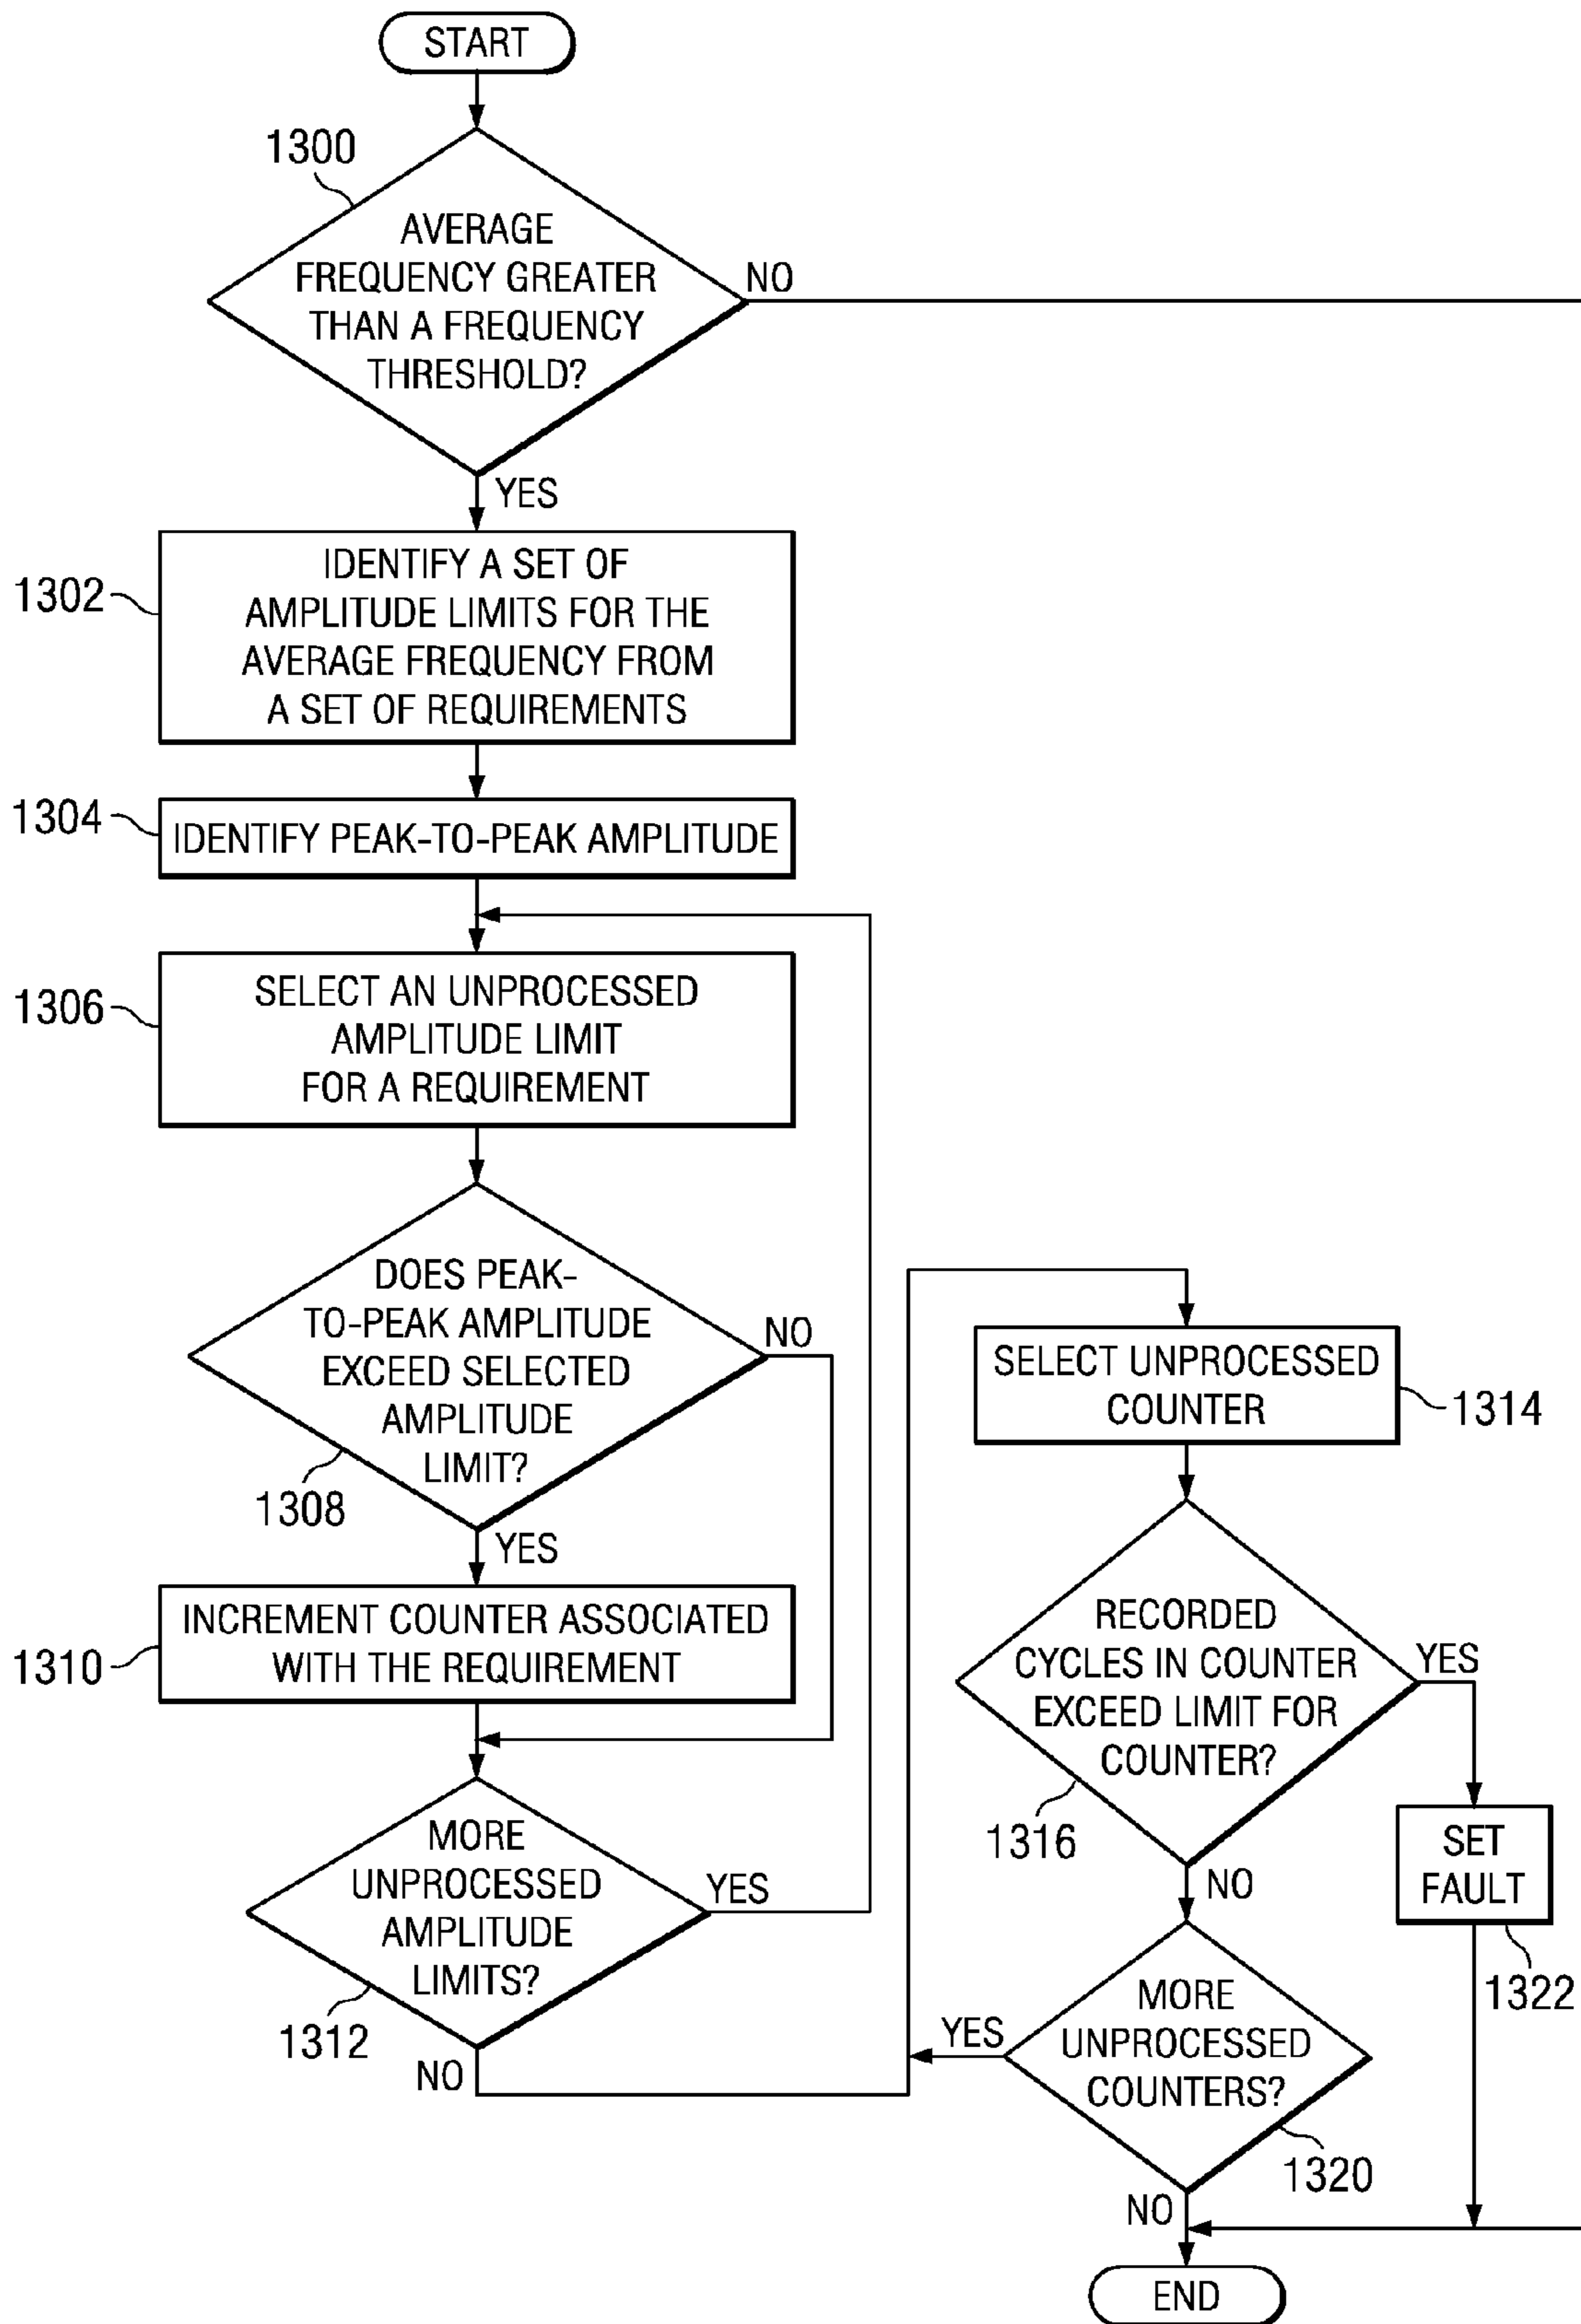 START
1300
AVERAGE
FREQUENCY GREATER
THAN A FREQUENCY
THRESHOLD?
NO
YES
1302
IDENTIFY A SET OF
AMPLITUDE LIMITS FOR THE
AVERAGE FREQUENCY FROM
A SET OF REQUIREMENTS
1304
IDENTIFY PEAK-TO-PEAK AMPLITUDE
1306
SELECT AN UNPROCESSED
AMPLITUDE LIMIT
FOR A REQUIREMENT
DOES PEAK-
TO-PEAK AMPLITUDE
EXCEED SELECTED
AMPLITUDE
LIMIT?
NO
1308
YES
1310
INCREMENT COUNTER ASSOCIATED
WITH THE REQUIREMENT
MORE
UNPROCESSED
AMPLITUDE
LIMITS?
YES
1312
NO
SELECT UNPROCESSED
COUNTER
1314
RECORDED
CYCLES IN COUNTER
EXCEED LIMIT FOR
COUNTER?
YES
1316
NO
SET
FAULT
1322
MORE
UNPROCESSED
COUNTERS?
YES
1320
NO
END